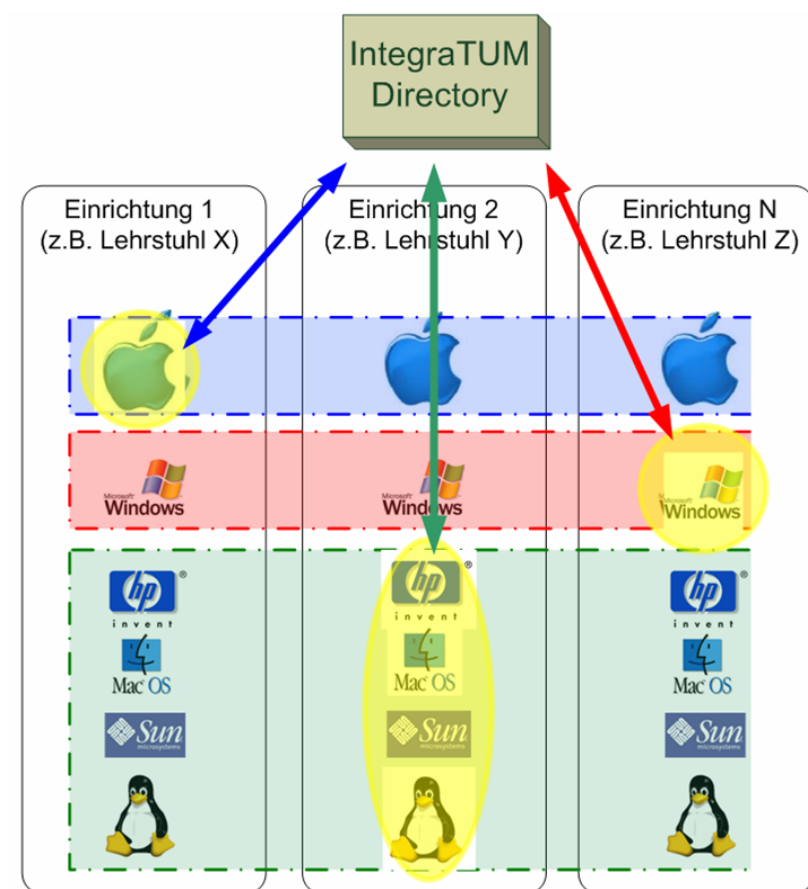 IntegraTUM
Directory
Einrichtung 1
(z.B. Lehrstuhl X)
Einrichtung 2
(z.B. Lehrstuhl Y)
Einrichtung N
(z.B. Lehrstuhl Z)
Microsoft
Windows
Microsoft
Windows
Microsoft
Windows
hp ®
invent
hp ®
invent
hp ®
invent
Mac OS
Mac OS
Mac OS
Sun
microsystems
Sun
microsystems
Sun
microsystems